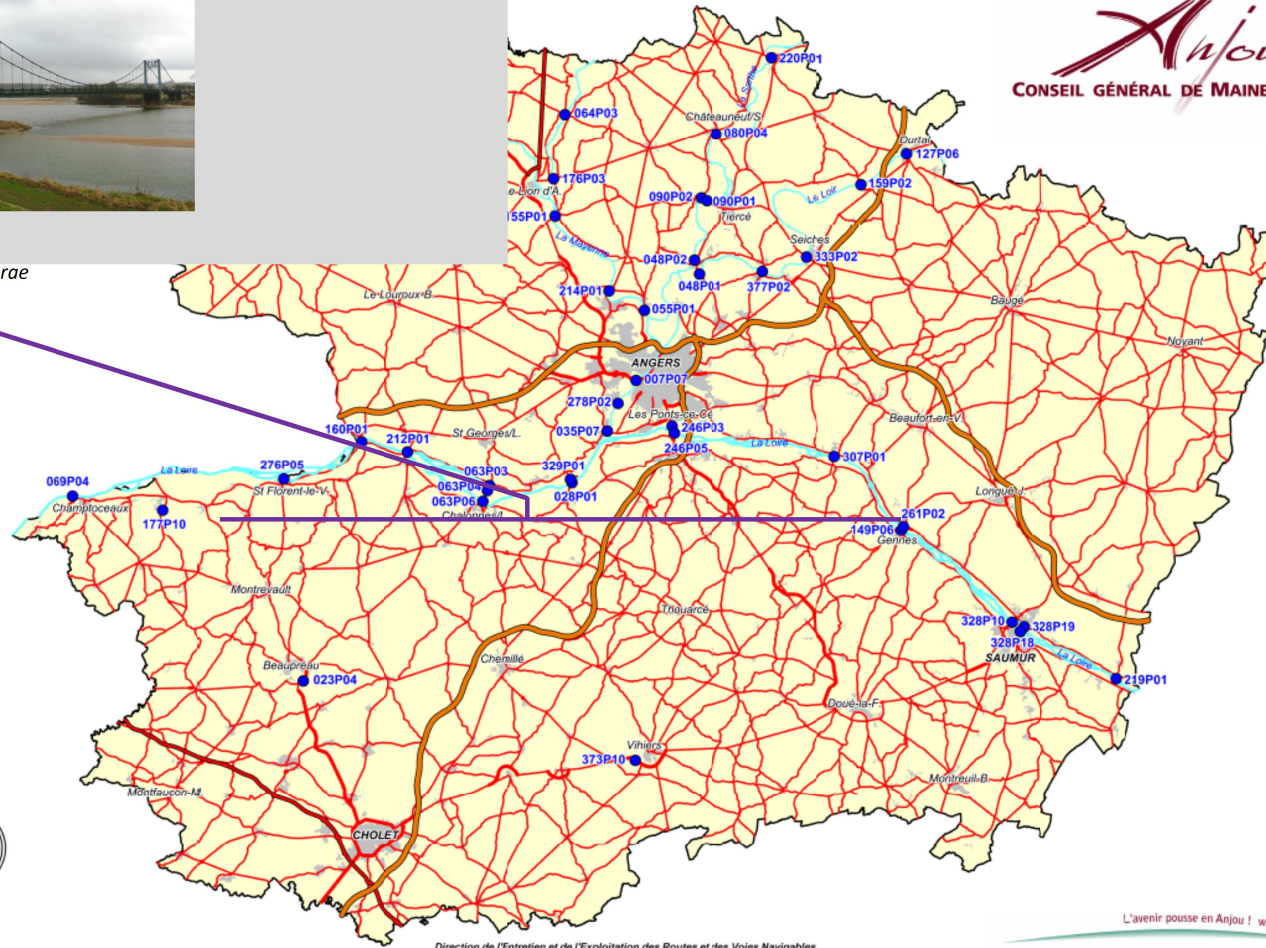 Anjou
CONSEIL GÉNÉRAL DE MAINE
220P01
La Sarthe
064P03
Châteauneuf/S
080P04
Durtal
127P06
176P03
e-Lion d'A.
159P02
090P02
090P01
Le Loir
Tiercé
155P01
La Mayenne
Seiches
333P02
048P02
048P01
377P02
rae
214P01
Le Louroux-B
055P01
Baugé
Noyant
ANGERS
007P07
278P02
Les Ponts-ce-Cé
Beaufort-en-V.
160P01
212P01
St Georges/L.
035P07
246P03
246P05
La Loire
307P01
276P05
La Loire
063P03
329P01
069P04
St Florent-le-V.
063P04
028P01
Longué-J.
Champtoceaux
063P06
177P10
Chalonnes/L
261P02
149P06
Gennes
Montrevault
Thouarcé
328P10
328P19
328P18
SAUMUR
La Loire
Beaupréau
Chemillé
023P04
219P01
Doué-la-F.
Vihiers
373P10
Montreuil-B.
Montfaucon-M.
CHOLET
L'avenir pousse en Anjou ! w
Direction de l'Entretien et de l'Exploitation des Routes et des Voies Navigables